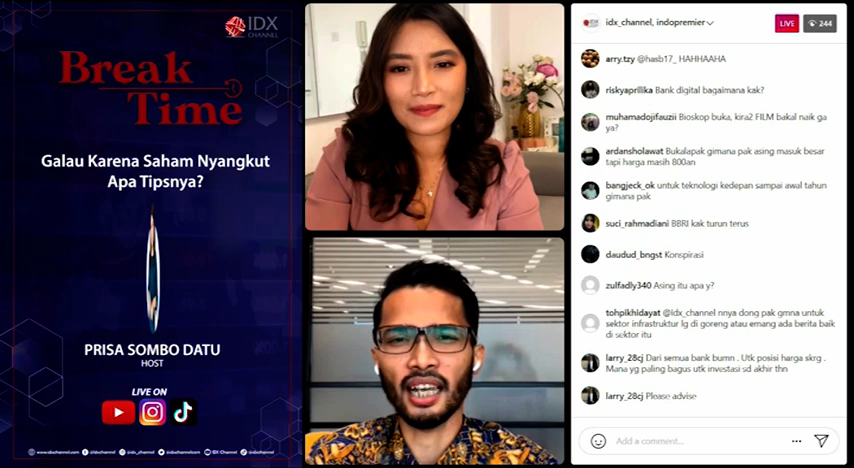 IDX
CHANNEL
Break
Time
Galau Karena Saham Nyangkut
Apa Tipsnya?
PRISA SOMBO DATU
HOST
LIVE ON
idx_channel, indopremier
LIVE
244
arry.tzy @hasb17_ HAHHAAHA
riskyaprilika Bank digital bagaimana kak?
muhamadojifauzii Bioskop buka, kira2 FILM bakal naik ga
ya?
ardansholawat Bukalapak gimana pak asing masuk besar
tapi harga masih 800an
bangjeck_ok untuk teknologi kedepan sampai awal tahun
gimana pak
suci_rahmadiani BBRI kak turun terus
daudud_bngst Konspirasi
zulfadly340 Asing itu apa y?
tohpikhidayat @idx_channel nnya dong pak gmna untuk
sektor infrastruktur lg di goreng atau emang ada berita baik
di sektor itu
larry_28cj Dari semua bank bumn . Utk posisi harga skrg .
Mana yg paling bagus utk investasi sd akhir thn
larry_28cj Please advise
Add a comment...